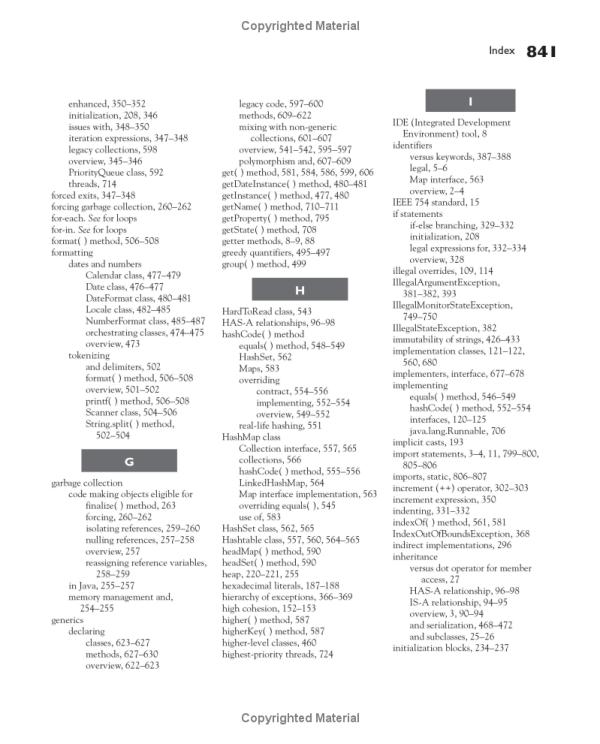 Copyrighted Material
Index 841
enhanced, 350–352
initialization, 208, 346
issues with, 348–350
iteration expressions, 347–348
legacy collections, 598
overview, 345–346
PriorityQueue class, 592
threads, 714
forced exits, 347–348
forcing garbage collection, 260–262
for-each. See for loops
for-in. See for loops
format( ) method, 506–508
formatting
dates and numbers
Calendar class, 477–479
Date class, 476–477
DateFormat class, 480–481
Locale class, 482–485
NumberFormat class, 485–487
orchestrating classes, 474–475
overview, 473
tokenizing
and delimiters, 502
format( ) method, 506–508
overview, 501–502
printf( ) method, 506–508
Scanner class, 504–506
String.split( ) method,
502–504
G
garbage collection
code making objects eligible for
finalize( ) method, 263
forcing, 260–262
isolating references, 259–260
nulling references, 257–258
overview, 257
reassigning reference variables,
258–259
in Java, 255–257
memory management and,
254–255
generics
declaring
classes, 623–627
methods, 627–630
overview, 622–623
legacy code, 597–600
methods, 609–622
mixing with non-generic
collections, 601–607
overview, 541–542, 595–597
polymorphism and, 607–609
get( ) method, 581, 584, 586, 599, 606
getDateInstance( ) method, 480–481
getInstance( ) method, 477, 480
getName( ) method, 710–711
getProperty( ) method, 795
getState( ) method, 708
getter methods, 8–9, 88
greedy quantifiers, 495–497
group( ) method, 499
H
HardToRead class, 543
HAS-A relationships, 96–98
hashCode( ) method
equals( ) method, 548–549
HashSet, 562
Maps, 583
overriding
contract, 554–556
implementing, 552–554
overview, 549–552
real-life hashing, 551
HashMap class
Collection interface, 557, 565
collections, 566
hashCode( ) method, 555–556
LinkedHashMap, 564
Map interface implementation, 563
overriding equals( ), 545
use of, 583
HashSet class, 562, 565
Hashtable class, 557, 560, 564–565
headMap( ) method, 590
headSet( ) method, 590
heap, 220–221, 255
hexadecimal literals, 187–188
hierarchy of exceptions, 366–369
high cohesion, 152–153
higher( ) method, 587
higherKey( ) method, 587
higher-level classes, 460
highest-priority threads, 724
I
IDE (Integrated Development
Environment) tool, 8
identifiers
versus keywords, 387–388
legal, 5–6
Map interface, 563
overview, 2–4
IEEE 754 standard, 15
if statements
if-else branching, 329–332
initialization, 208
legal expressions for, 332–334
overview, 328
illegal overrides, 109, 114
IllegalArgumentException,
381–382, 393
IllegalMonitorStateException,
749–750
IllegalStateException, 382
immutability of strings, 426–433
implementation classes, 121–122,
560, 680
implementers, interface, 677–678
implementing
equals( ) method, 546–549
hashCode( ) method, 552–554
interfaces, 120–125
java.lang.Runnable, 706
implicit casts, 193
import statements, 3–4, 11, 799–800,
805–806
imports, static, 806–807
increment (++) operator, 302–303
increment expression, 350
indenting, 331–332
indexOf( ) method, 561, 581
IndexOutOfBoundsException, 368
indirect implementations, 296
inheritance
versus dot operator for member
access, 27
HAS-A relationship, 96–98
IS-A relationship, 94–95
overview, 3, 90–94
and serialization, 468–472
and subclasses, 25–26
initialization blocks, 234–237
Copyrighted Material